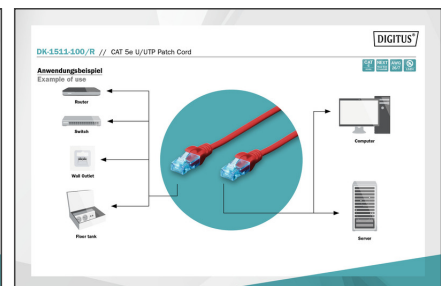 DIGITUS®
DK-1511-100/R // CAT 5e U/UTP Patch Cord
Anwendungsbeispiel
Example of use
Router
Switch
Wall Outlet
Floor tank
Computer
Server